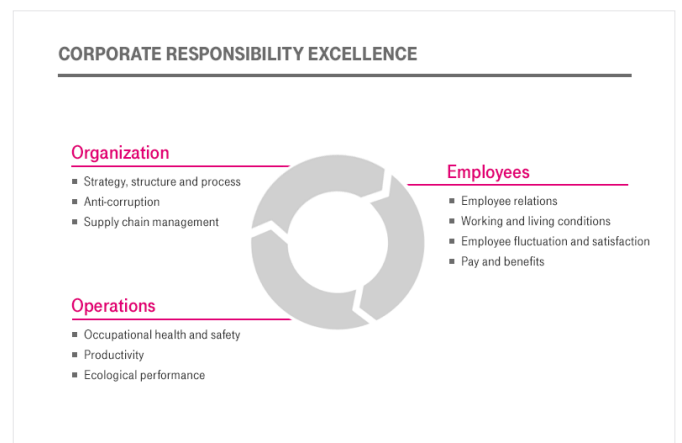 CORPORATE RESPONSIBILITY EXCELLENCE
Organization
Strategy, structure and process
Anti-corruption
Supply chain management
Employees
Employee relations
Working and living conditions
Employee fluctuation and satisfaction
Pay and benefits
Operations
Occupational health and safety
Productivity
Ecological performance